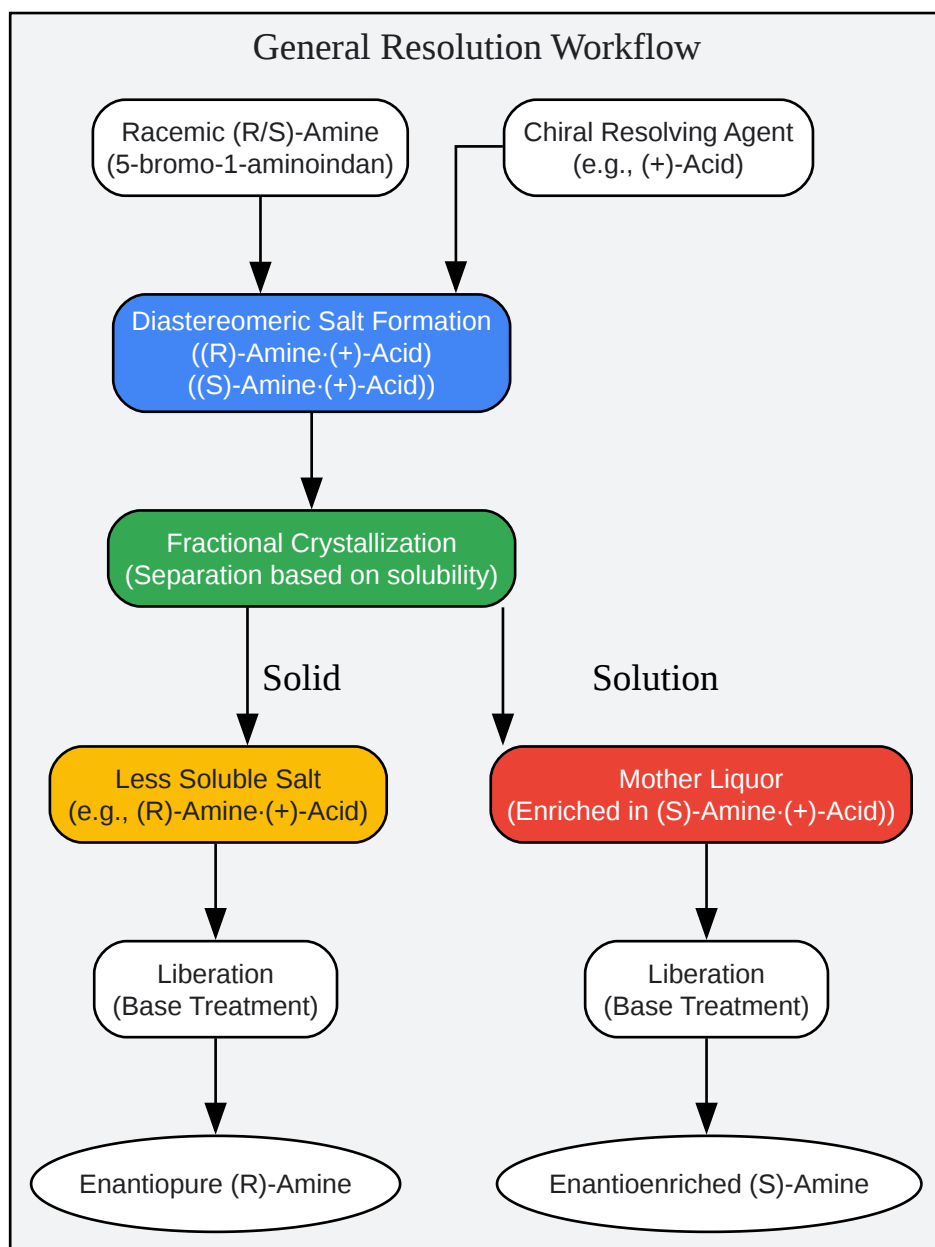 General Resolution Workflow
Racemic (R/S)-Amine
(5-bromo-1-aminoindan)
Chiral Resolving Agent
(e.g., (+)-Acid)
Diastereomeric Salt Formation
((R)-Amine·(+)-Acid)
((S)-Amine·(+)-Acid))
Fractional Crystallization
(Separation based on solubility)
Solid
Solution
Less Soluble Salt
(e.g., (R)-Amine·(+)-Acid)
Mother Liquor
(Enriched in (S)-Amine·(+)-Acid))
Liberation
(Base Treatment)
Liberation
(Base Treatment)
Enantiopure (R)-Amine
Enantioenriched (S)-Amine